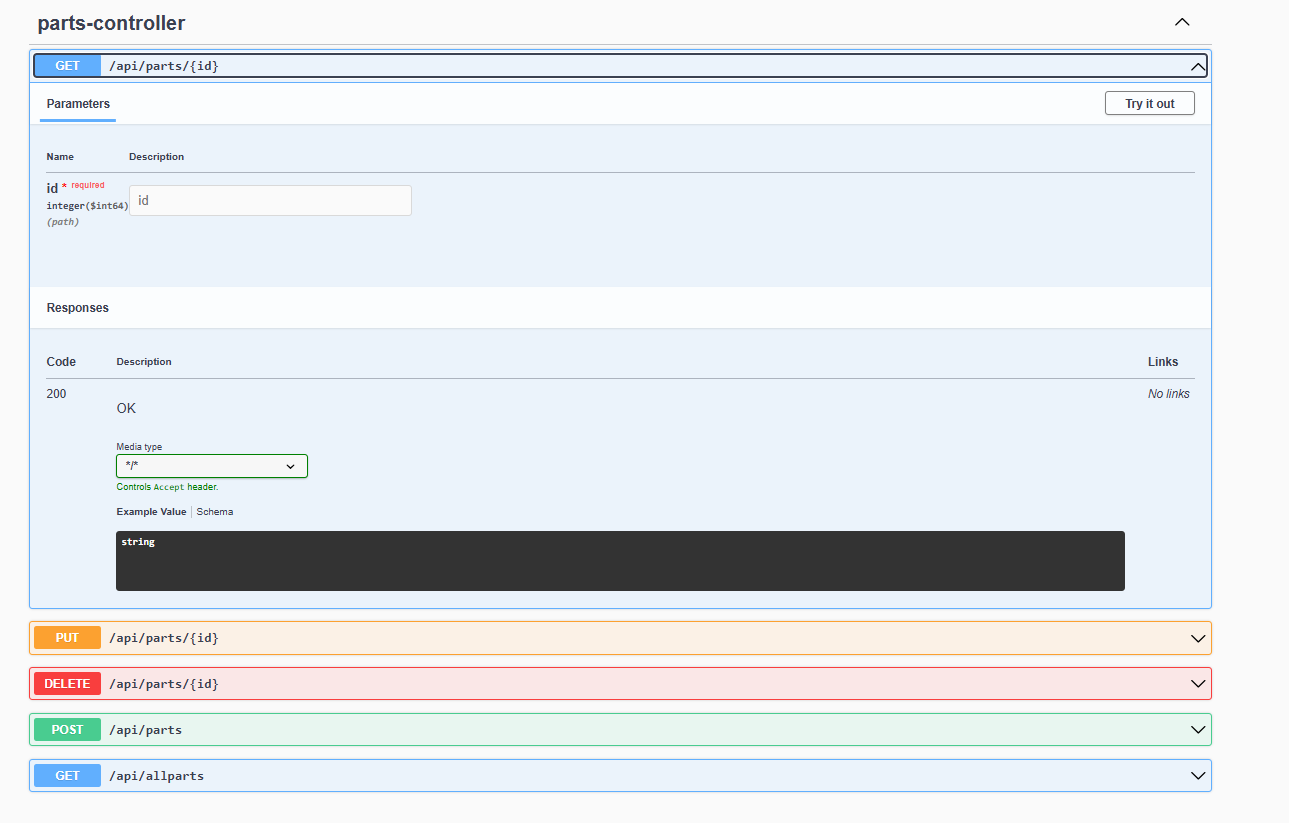 parts-controller
GET /api/parts/{id}
Parameters Try it out
Name Description
id * required id
integer($int64)
(path)
Responses
Code Description Links
200 No links
OK
Media type
*/*
Controls Accept header.
Example Value Schema
string
PUT /api/parts/{id}
DELETE /api/parts/{id}
POST /api/parts
GET /api/allparts